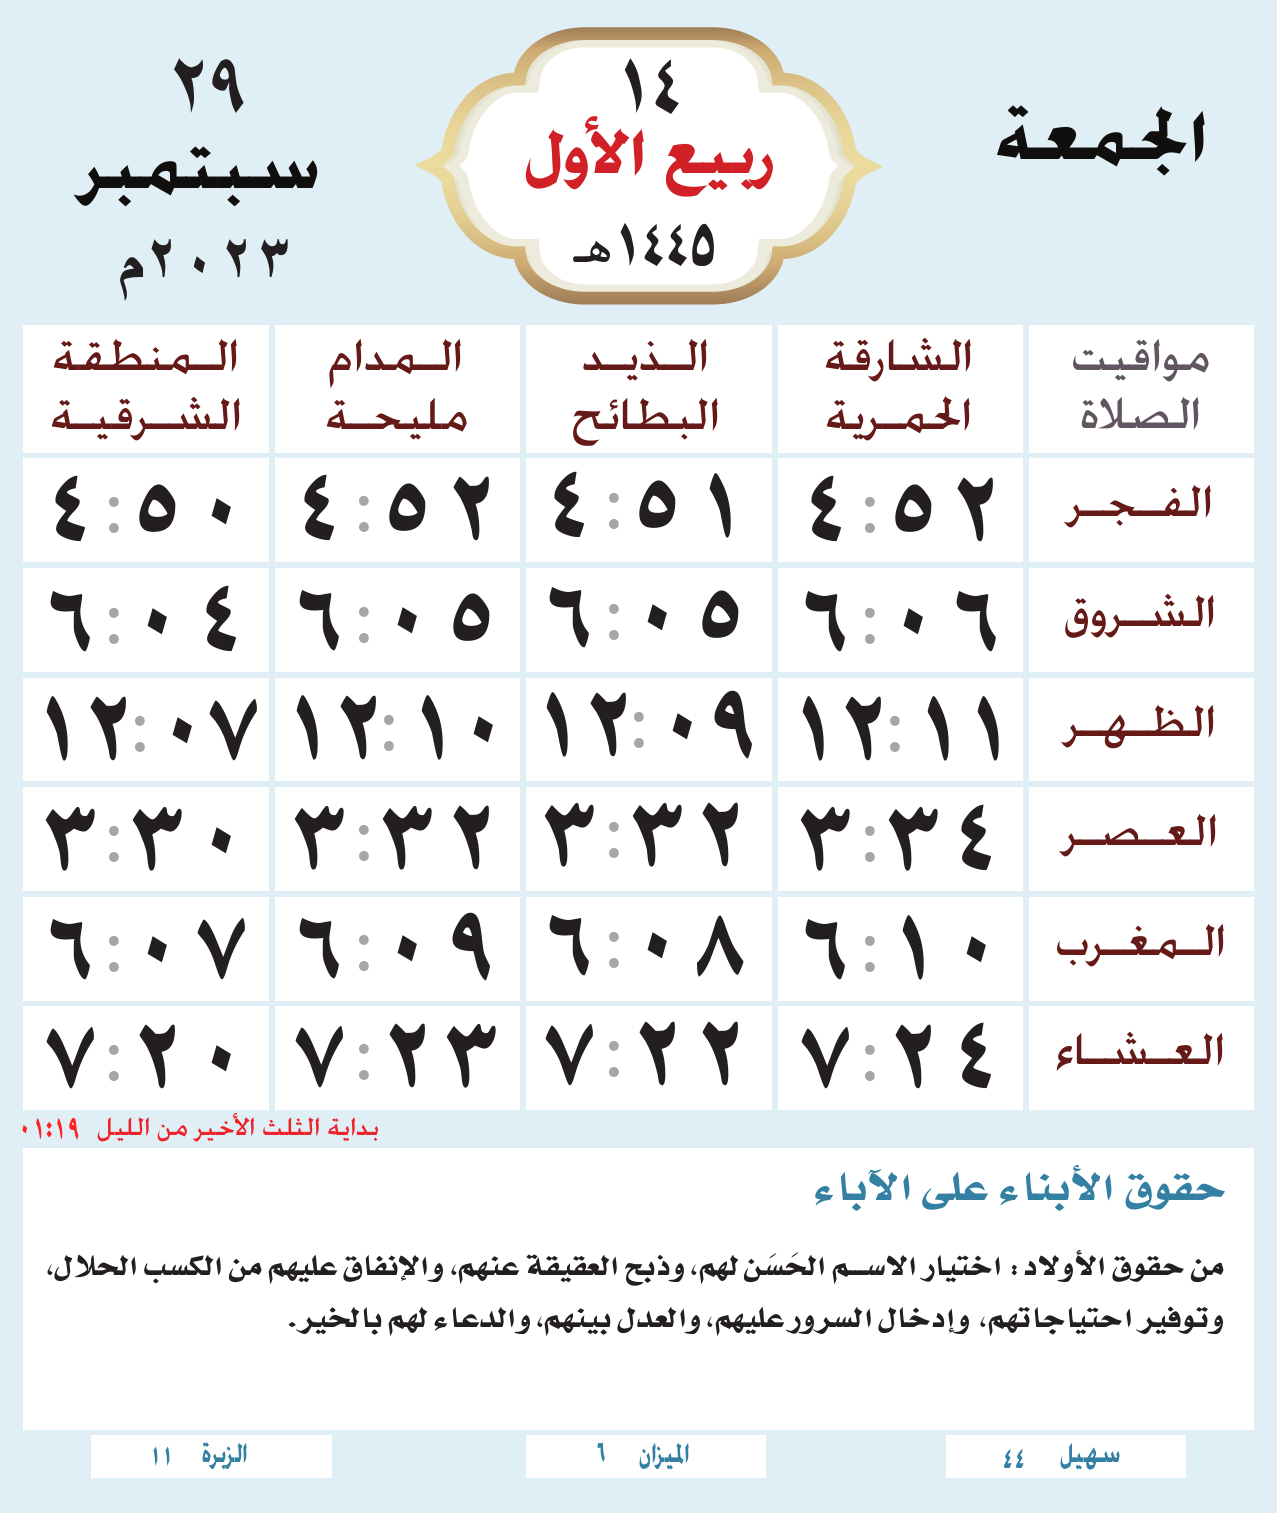 الجمعة
١٤
ربيع الأول
١٤٤٥هـ
٢٩
سبتمبر
٢٠٢٣م
مواقيت الصلاة | الشارقة الحمرية | الذيد البطائح | المدام مليحة | المنطقة الشرقية
الفجر ٤:٥٢ ٤:٥١ ٤:٥٢ ٤:٥٠
الشروق ٦:٠٦ ٦:٠٥ ٦:٠٥ ٦:٠٤
الظهر ١٢:١١ ١٢:٠٩ ١٢:١٠ ١٢:٠٧
العصر ٣:٣٤ ٣:٣٢ ٣:٣٢ ٣:٣٠
المغرب ٦:١٠ ٦:٠٨ ٦:٠٩ ٦:٠٧
العشاء ٧:٢٤ ٧:٢٢ ٧:٢٣ ٧:٢٠
بداية الثلث الأخير من الليل ٠١:١٩
حقوق الأبناء على الآباء
من حقوق الأولاد : اختيار الاسم الحَسَن لهم، وذبح العقيقة عنهم، والإنفاق عليهم من الكسب الحلال،
وتوفير احتياجاتهم، وإدخال السرور عليهم، والعدل بينهم، والدعاء لهم بالخير.
سهيل ٤٤
الميزان ٦
الزبرة ١١